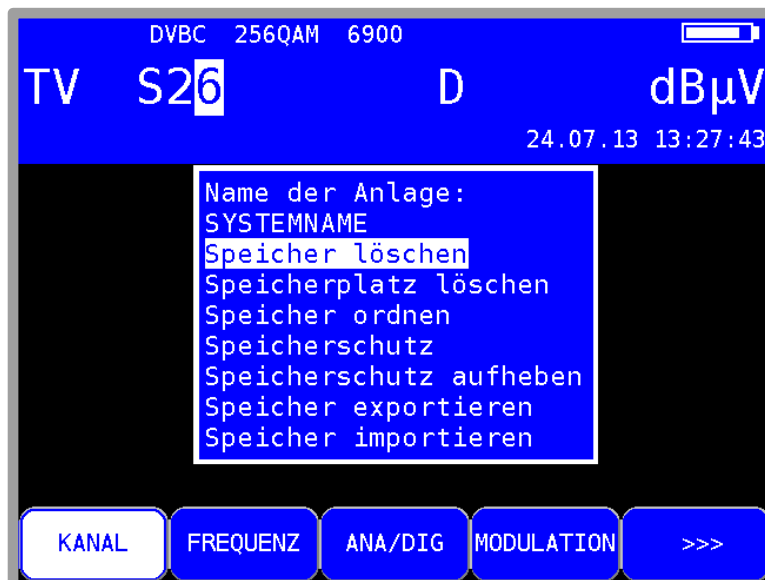 DVBC 256QAM 6900
TV S26 D dBµV
24.07.13 13:27:43
Name der Anlage:
SYSTEMNAME
Speicher löschen
Speicherplatz löschen
Speicher ordnen
Speicherschutz
Speicherschutz aufheben
Speicher exportieren
Speicher importieren
KANAL FREQUENZ ANA/DIG MODULATION >>>